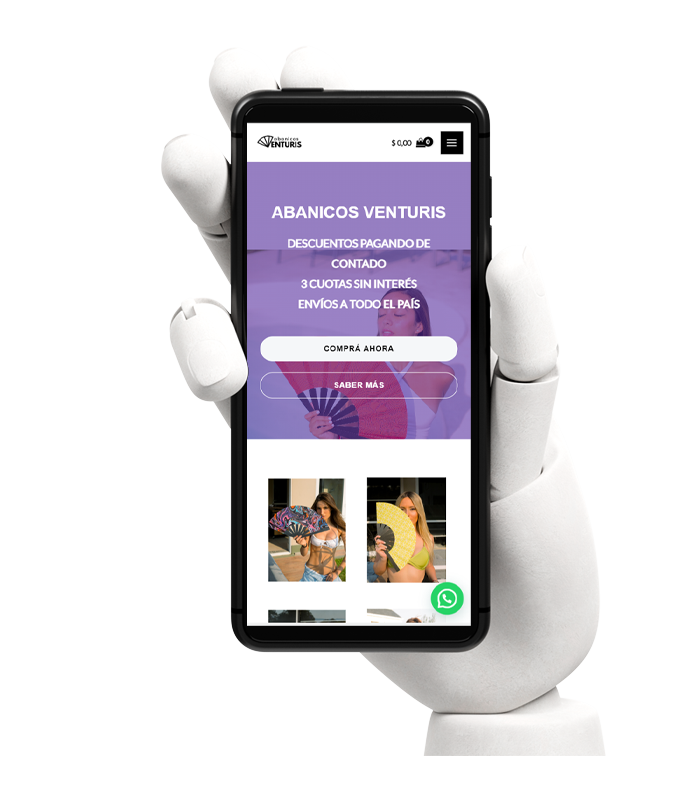 abanicos
VENTURIS
$ 0,00
0
ABANICOS VENTURIS
DESCUENTOS PAGANDO DE
CONTADO
3 CUOTAS SIN INTERÉS
ENVÍOS A TODO EL PAÍS
COMPRÁ AHORA
SABER MÁS